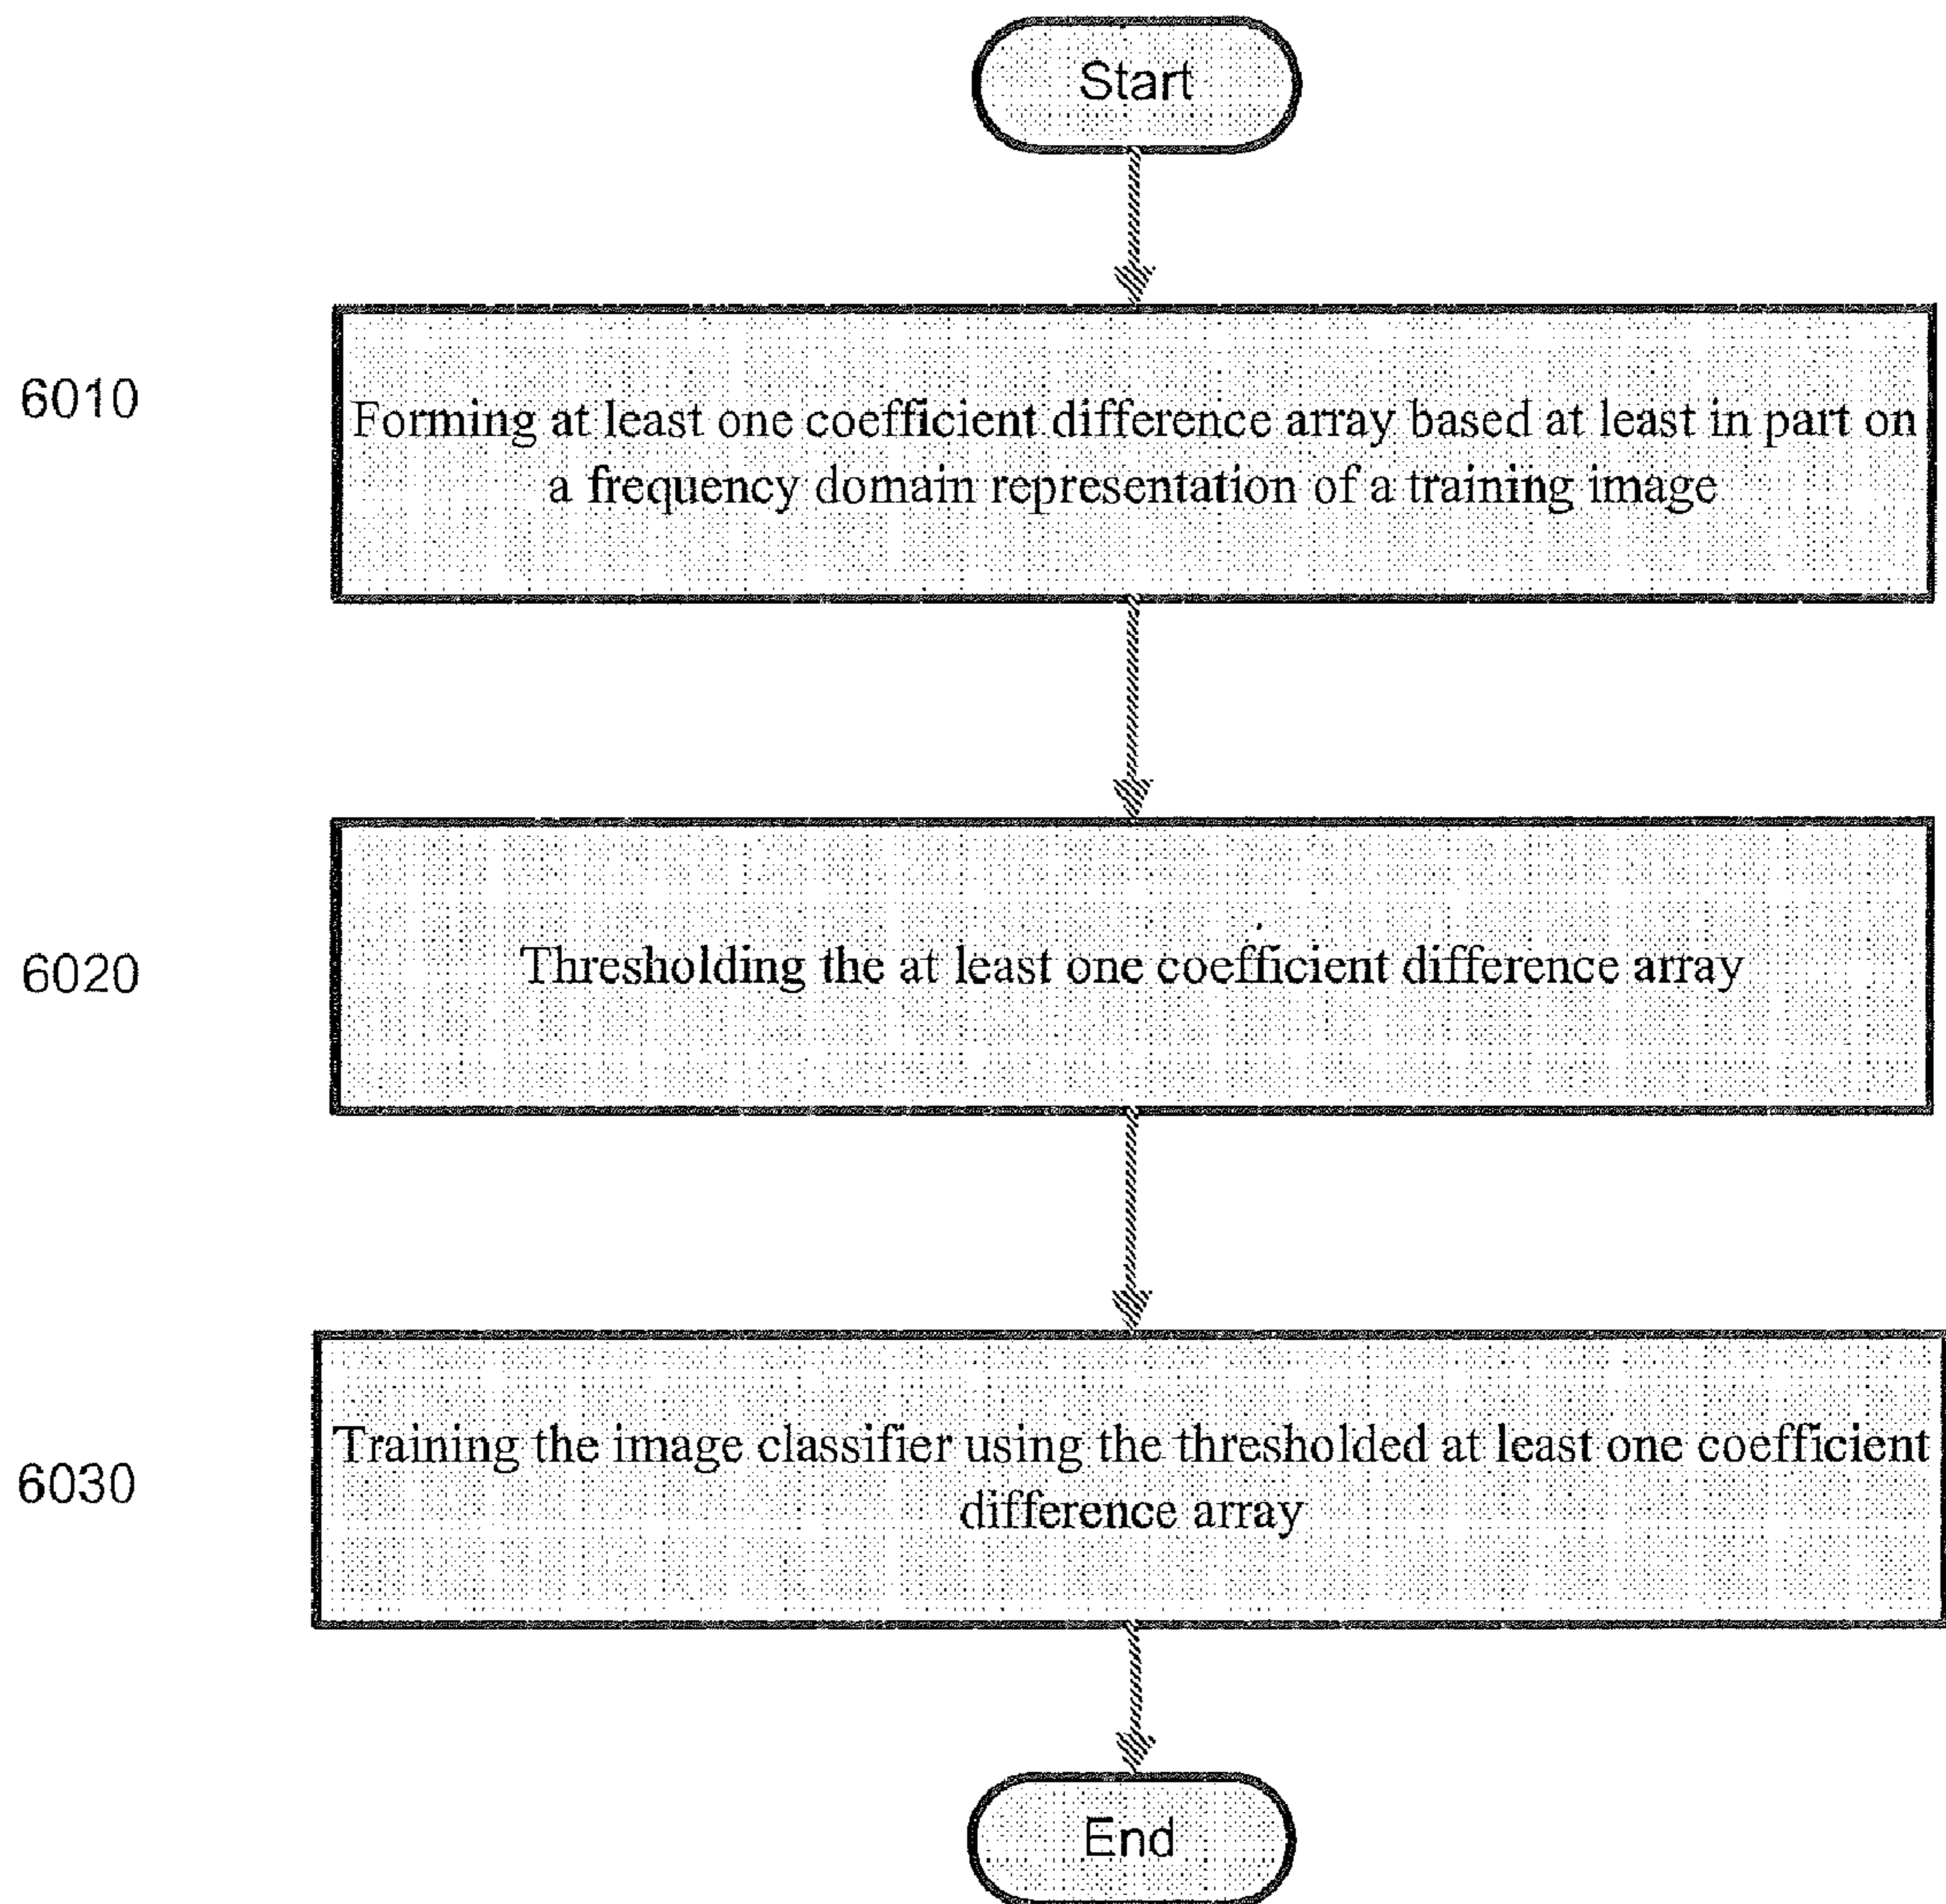 Start
6010
Forming at least one coefficient difference array based at least in part on
a frequency domain representation of a training image
6020
Thresholding the at least one coefficient difference array
6030
Training the image classifier using the thresholded at least one coefficient
difference array
End